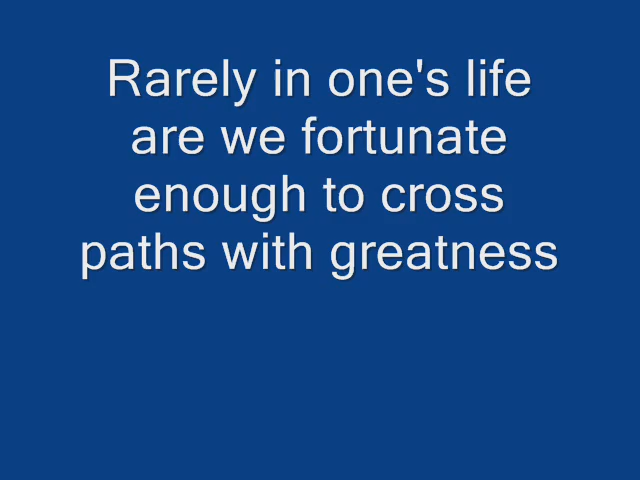 Rarely in one's life
are we fortunate
enough to cross
paths with greatness